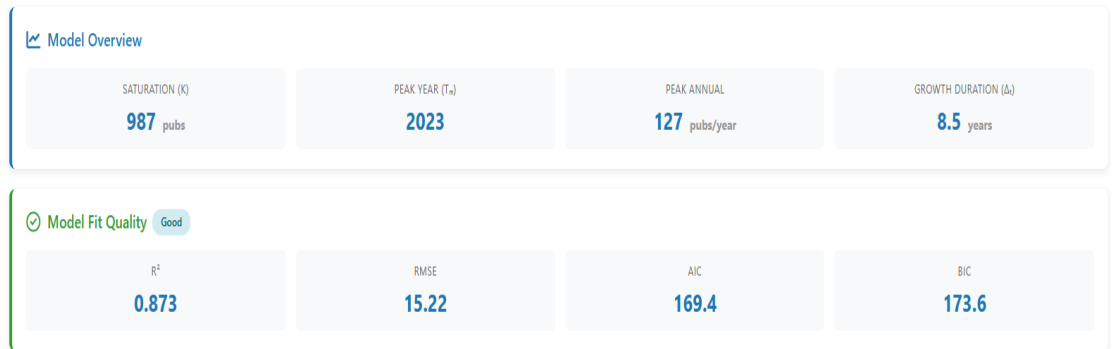 Model Overview
SATURATION (K)
987 pubs
PEAK YEAR (Tₘ)
2023
PEAK ANNUAL
127 pubs/year
GROWTH DURATION (Δₜ)
8.5 years
Model Fit Quality Good
R²
0.873
RMSE
15.22
AIC
169.4
BIC
173.6